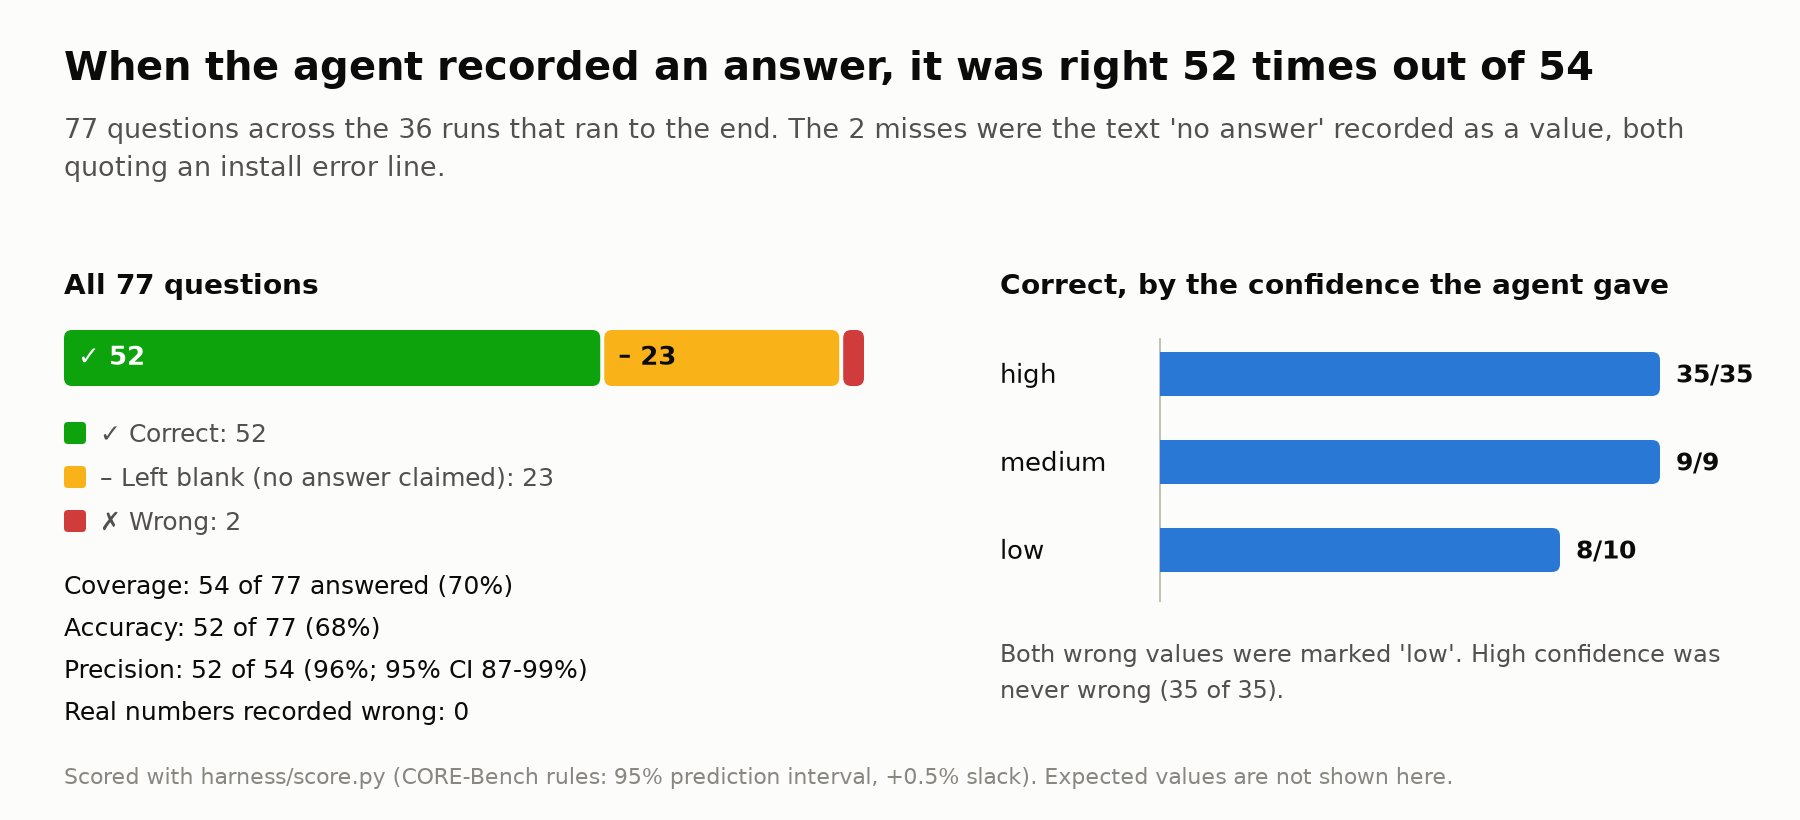 When the agent recorded an answer, it was right 52 times out of 54
77 questions across the 36 runs that ran to the end. The 2 misses were the text 'no answer' recorded as a value, both
quoting an install error line.
All 77 questions
✓ 52
– 23
✓ Correct: 52
– Left blank (no answer claimed): 23
✗ Wrong: 2
Coverage: 54 of 77 answered (70%)
Accuracy: 52 of 77 (68%)
Precision: 52 of 54 (96%; 95% CI 87-99%)
Real numbers recorded wrong: 0
Correct, by the confidence the agent gave
high 35/35
medium 9/9
low 8/10
Both wrong values were marked 'low'. High confidence was
never wrong (35 of 35).
Scored with harness/score.py (CORE-Bench rules: 95% prediction interval, +0.5% slack). Expected values are not shown here.